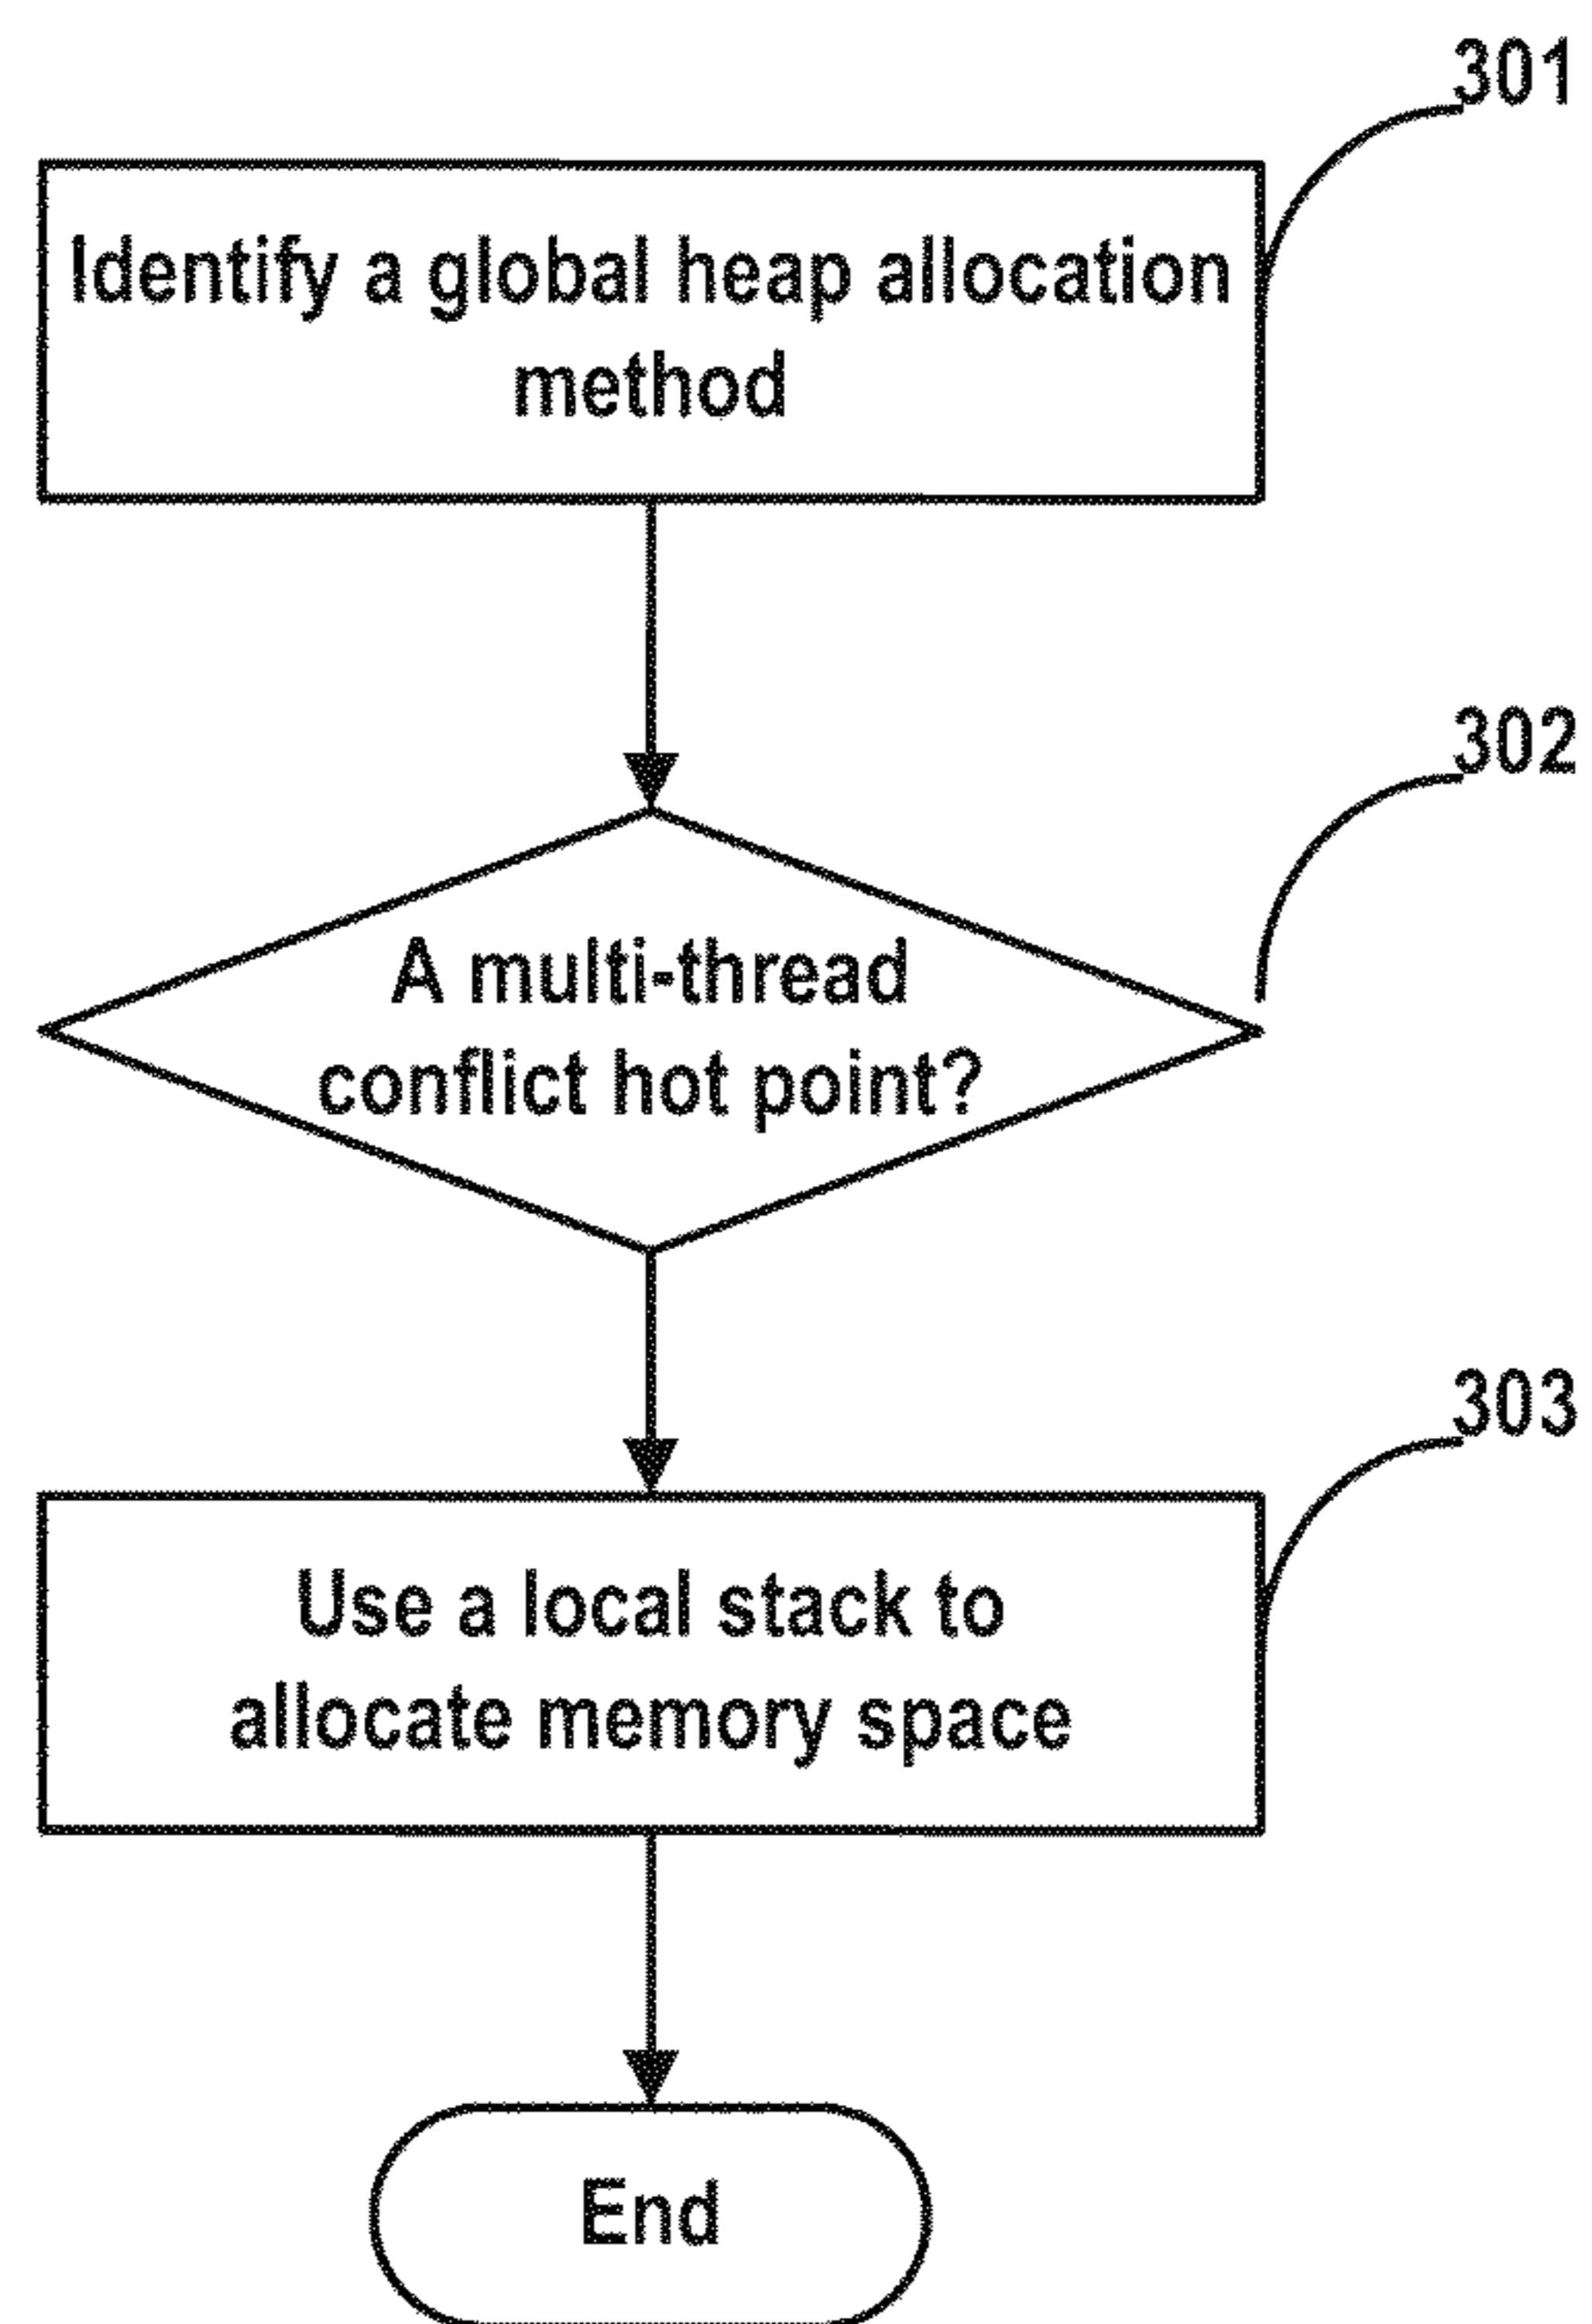 301
Identify a global heap allocation
method
302
A multi-thread
conflict hot point?
303
Use a local stack to
allocate memory space
End